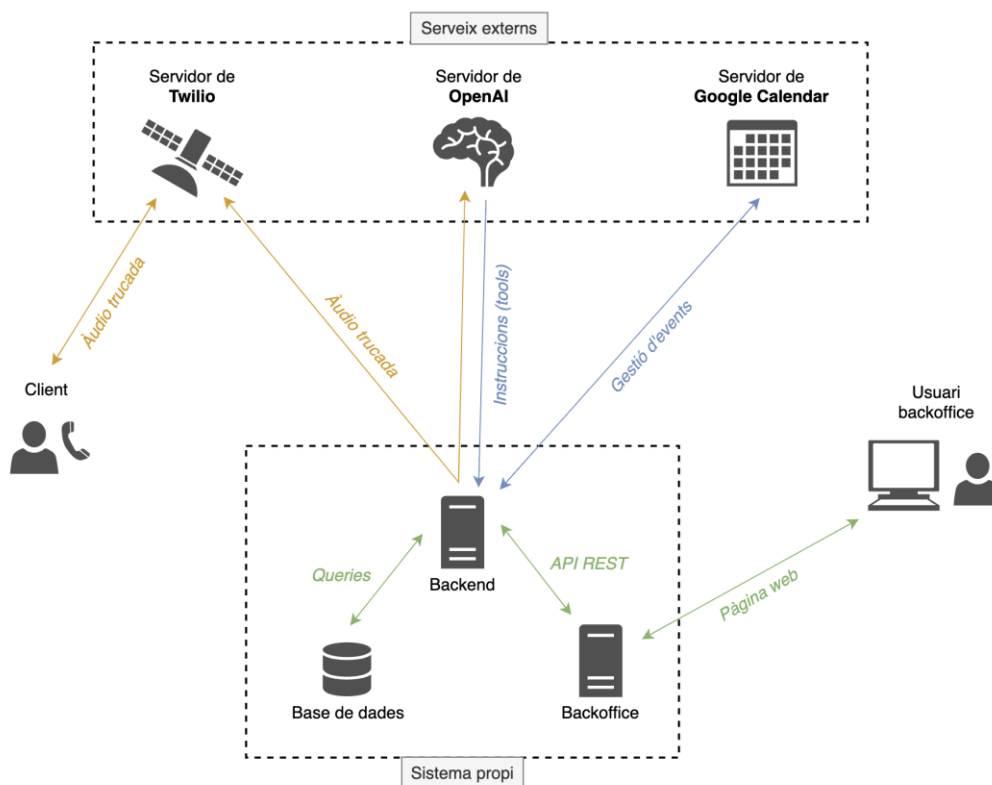 Serveix externs
Servidor de
Twilio
Servidor de
OpenAI
Servidor de
Google Calendar
Àudio trucada
Àudio trucada
Instruccions (tools)
Gestió d'events
Client
Usuari
backoffice
Queries
Backend
API REST
Pàgina web
Base de dades
Backoffice
Sistema propi